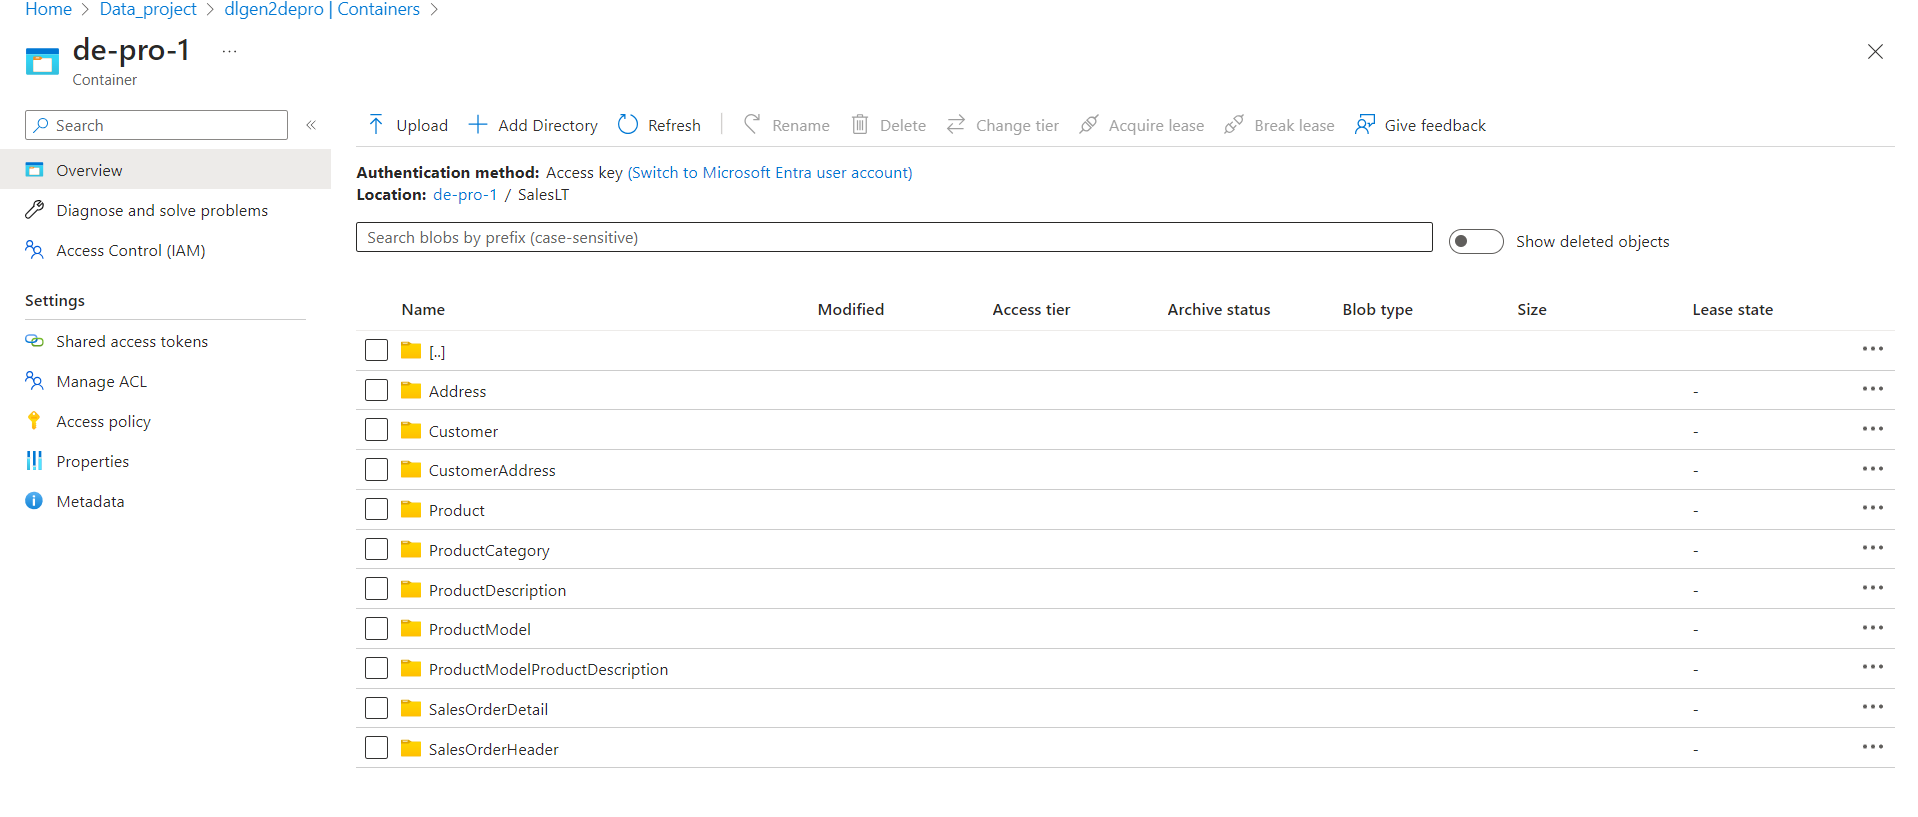 Home > Data_project > dlgen2depro | Containers >
de-pro-1 ...
Container
Search «
Overview
Diagnose and solve problems
Access Control (IAM)
Settings
Shared access tokens
Manage ACL
Access policy
Properties
Metadata
Upload Add Directory Refresh Rename Delete Change tier Acquire lease Break lease Give feedback
Authentication method: Access key (Switch to Microsoft Entra user account)
Location: de-pro-1 / SalesLT
Search blobs by prefix (case-sensitive)
Show deleted objects
Name Modified Access tier Archive status Blob type Size Lease state
[..] ...
Address - ...
Customer - ...
CustomerAddress - ...
Product - ...
ProductCategory - ...
ProductDescription - ...
ProductModel - ...
ProductModelProductDescription - ...
SalesOrderDetail - ...
SalesOrderHeader - ...